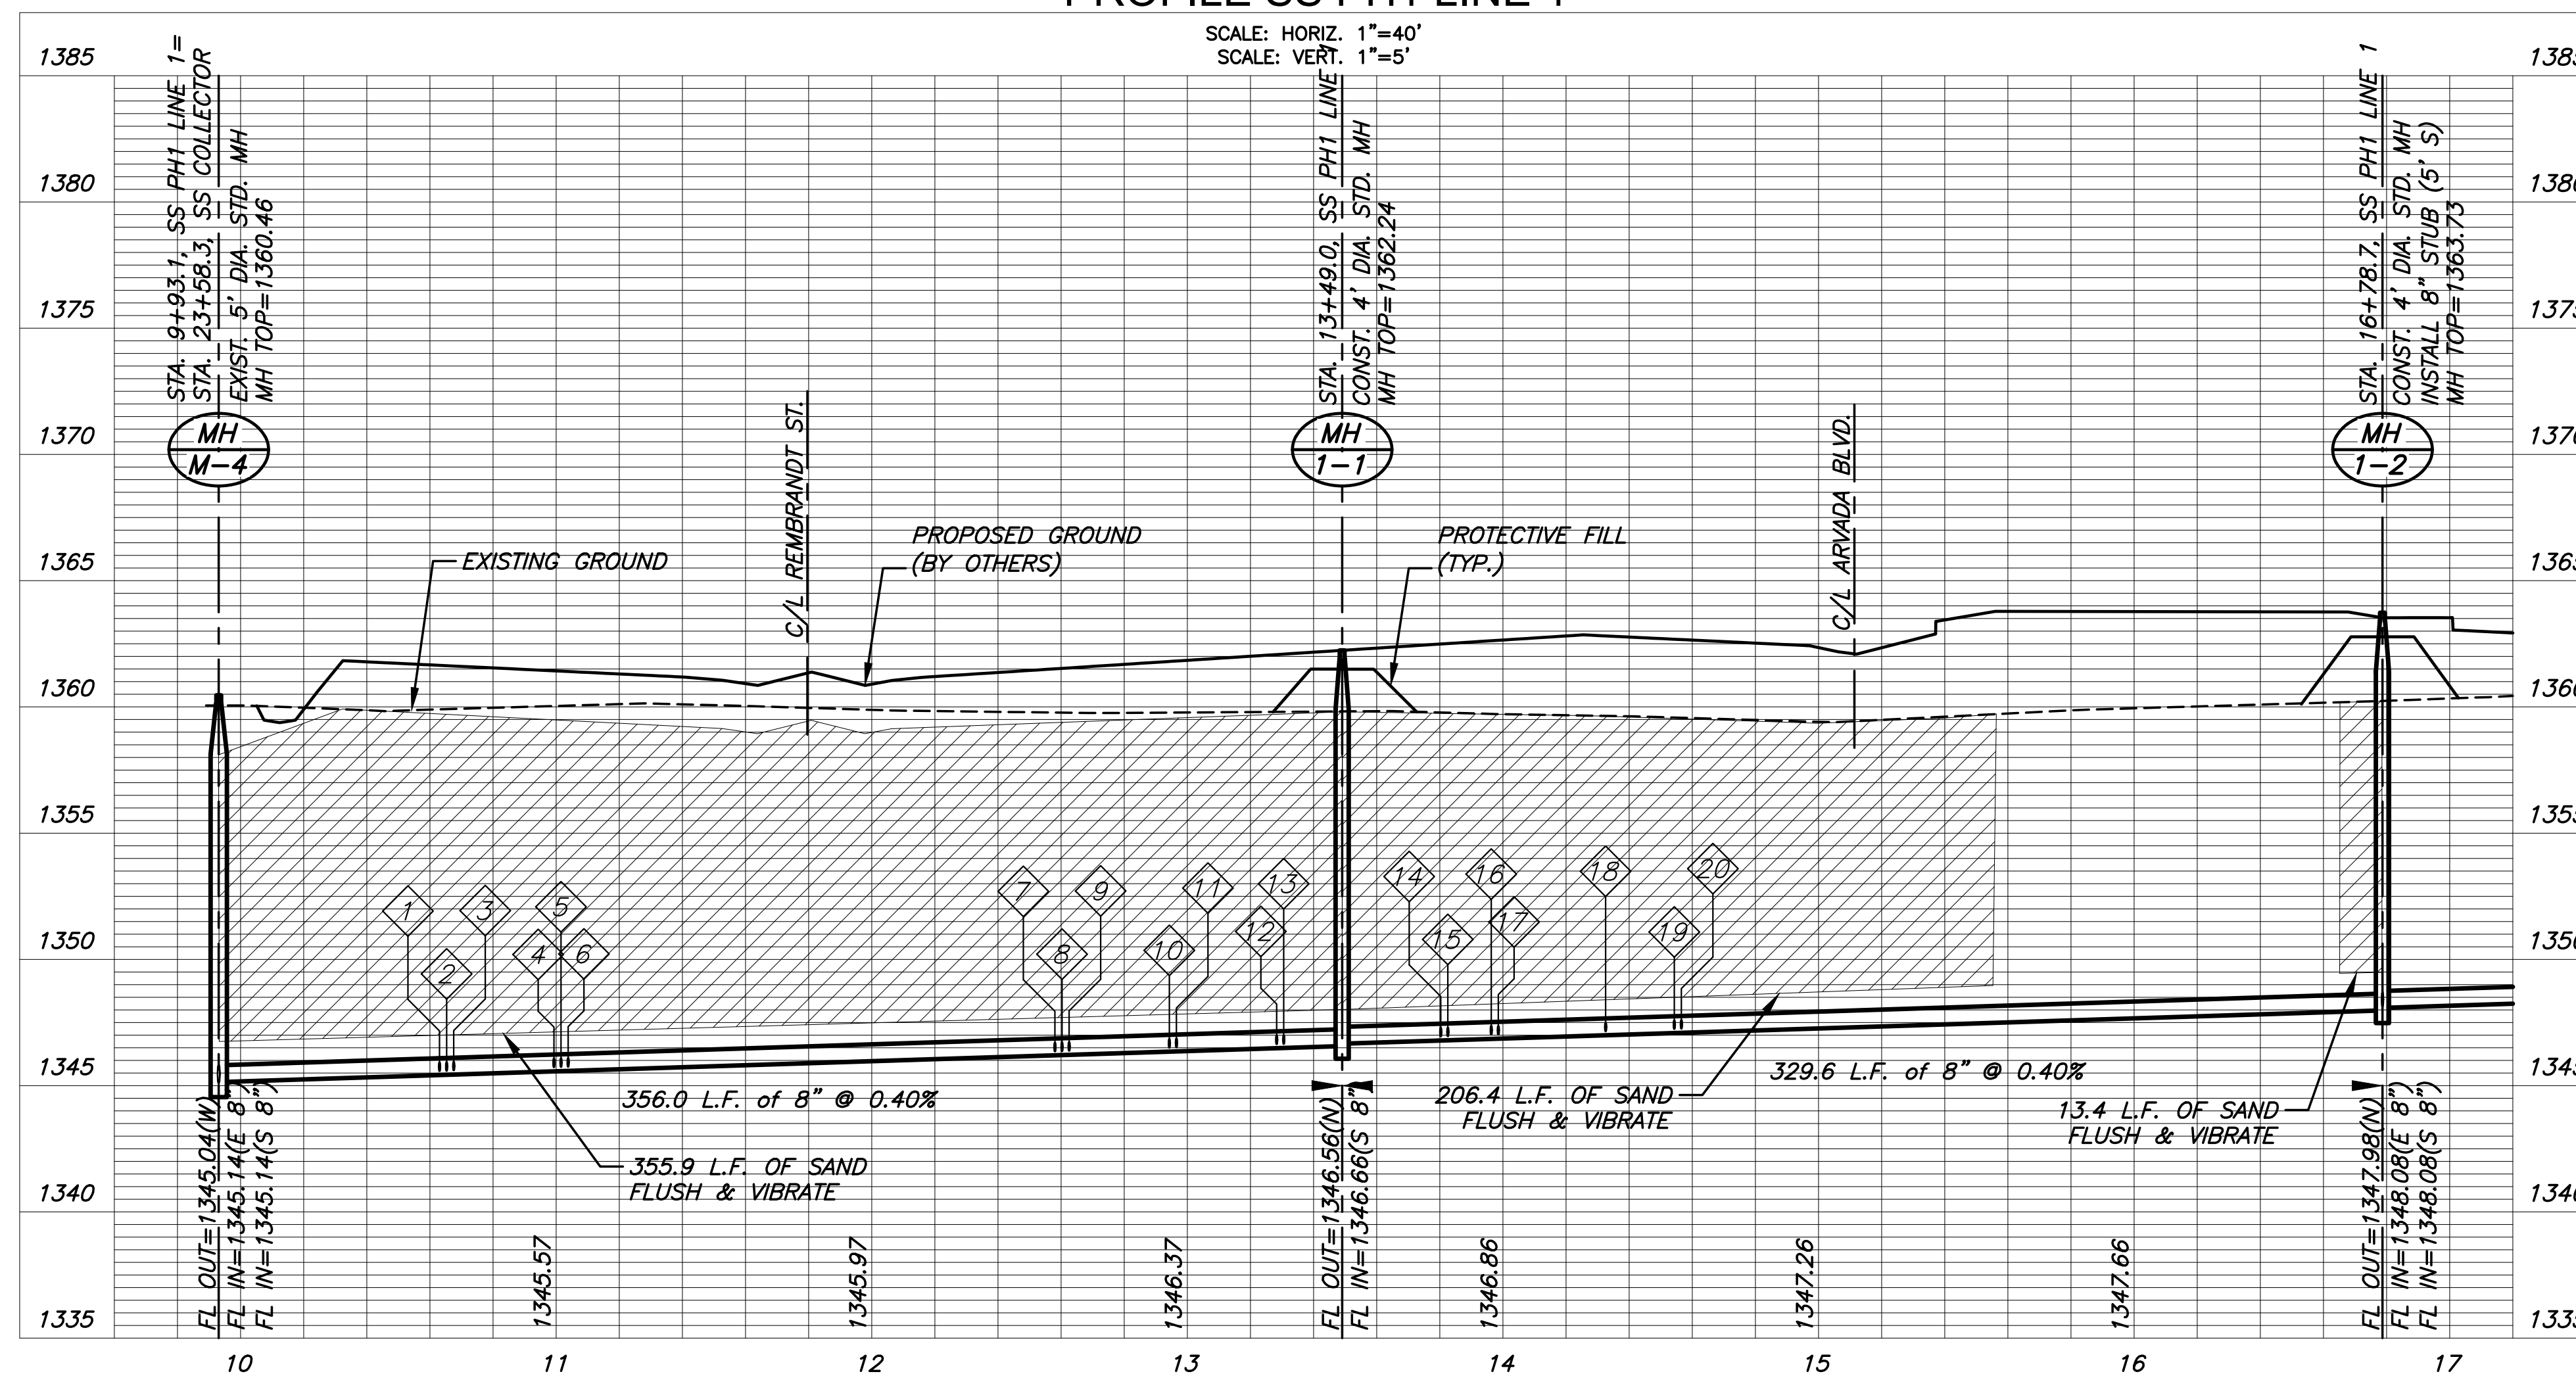 SCALE: HORIZ. 1"=40'
SCALE: VERT. 1"=5'
1385
1380
1375
1370
1365
1360
1355
1350
1345
1340
1335
STA. 9+93.1, SS PH1 LINE 1=
STA. 23+58.3, SS COLLECTOR
EXIST. 5' DIA. STD. MH
MH TOP=1360.46
MH
M-4
STA. 13+49.0, SS PH1 LINE 1
CONST. 4' DIA. STD. MH
MH TOP=1362.24
MH
1-1
STA. 16+78.7, SS PH1 LINE 1
CONST. 4' DIA. STD. MH
INSTALL 8" STUB (5' S)
MH TOP=1363.73
MH
1-2
EXISTING GROUND
C/L REMBRANDT ST.
PROPOSED GROUND
(BY OTHERS)
PROTECTIVE FILL
(TYP.)
C/L ARVADA BLVD.
1
2
3
4
5
6
7
8
9
10
11
12
13
14
15
16
17
18
19
20
356.0 L.F. of 8" @ 0.40%
355.9 L.F. OF SAND
FLUSH & VIBRATE
206.4 L.F. OF SAND
FLUSH & VIBRATE
329.6 L.F. of 8" @ 0.40%
13.4 L.F. OF SAND
FLUSH & VIBRATE
FL OUT=1345.04(W)
FL IN=1345.14(E 8")
FL IN=1345.14(S 8")
1345.57
1345.97
1346.37
FL OUT=1346.56(N)
FL IN=1346.66(S 8")
1346.86
1347.26
1347.66
FL OUT=1347.98(N)
FL IN=1348.08(E 8")
FL IN=1348.08(S 8")
10
11
12
13
14
15
16
17